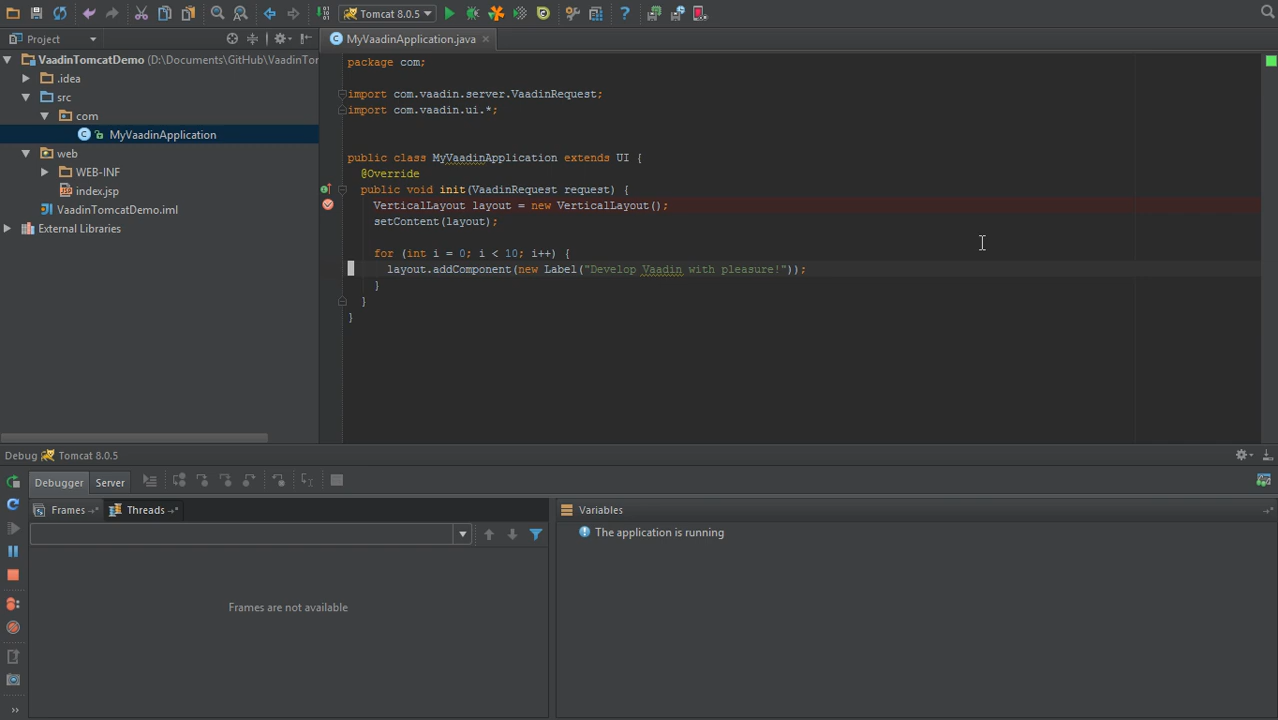 Tomcat 8.0.5
Project
MyVaadinApplication.java
VaadinTomcatDemo (D:\Documents\GitHub\VaadinTor
.idea
src
com
MyVaadinApplication
web
WEB-INF
index.jsp
VaadinTomcatDemo.iml
External Libraries
package com;
import com.vaadin.server.VaadinRequest;
import com.vaadin.ui.*;
public class MyVaadinApplication extends UI {
@Override
public void init(VaadinRequest request) {
VerticalLayout layout = new VerticalLayout();
setContent(layout);
for (int i = 0; i < 10; i++) {
layout.addComponent(new Label("Develop Vaadin with pleasure!"));
}
}
}
Debug Tomcat 8.0.5
Debugger Server
Frames Threads
Frames are not available
Variables
The application is running